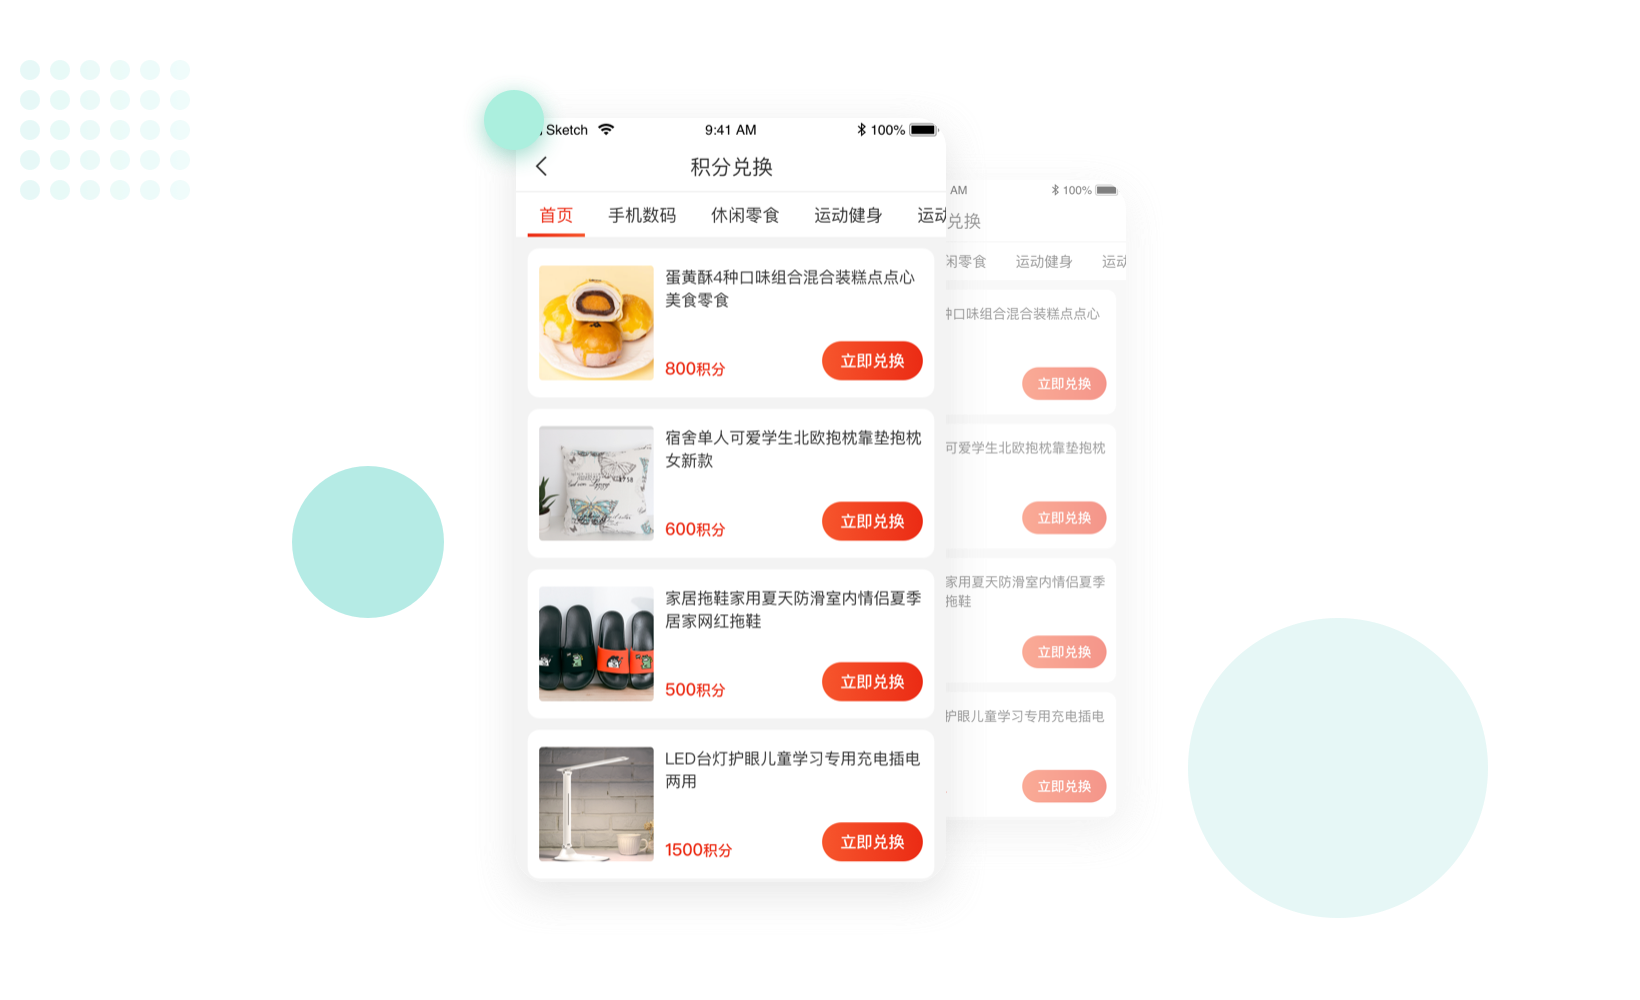 Sketch 9:41 AM 100%
积分兑换
首页 手机数码 休闲零食 运动健身 运动
蛋黄酥4种口味组合混合装糕点点心
美食零食
800积分 立即兑换
宿舍单人可爱学生北欧抱枕靠垫抱枕
女新款
600积分 立即兑换
家居拖鞋家用夏天防滑室内情侣夏季
居家网红拖鞋
500积分 立即兑换
LED台灯护眼儿童学习专用充电插电
两用
1500积分 立即兑换
AM 100%
兑换
闲零食 运动健身 运动
种口味组合混合装糕点点心
立即兑换
可爱学生北欧抱枕靠垫抱枕
立即兑换
家用夏天防滑室内情侣夏季
拖鞋
立即兑换
护眼儿童学习专用充电插电
立即兑换